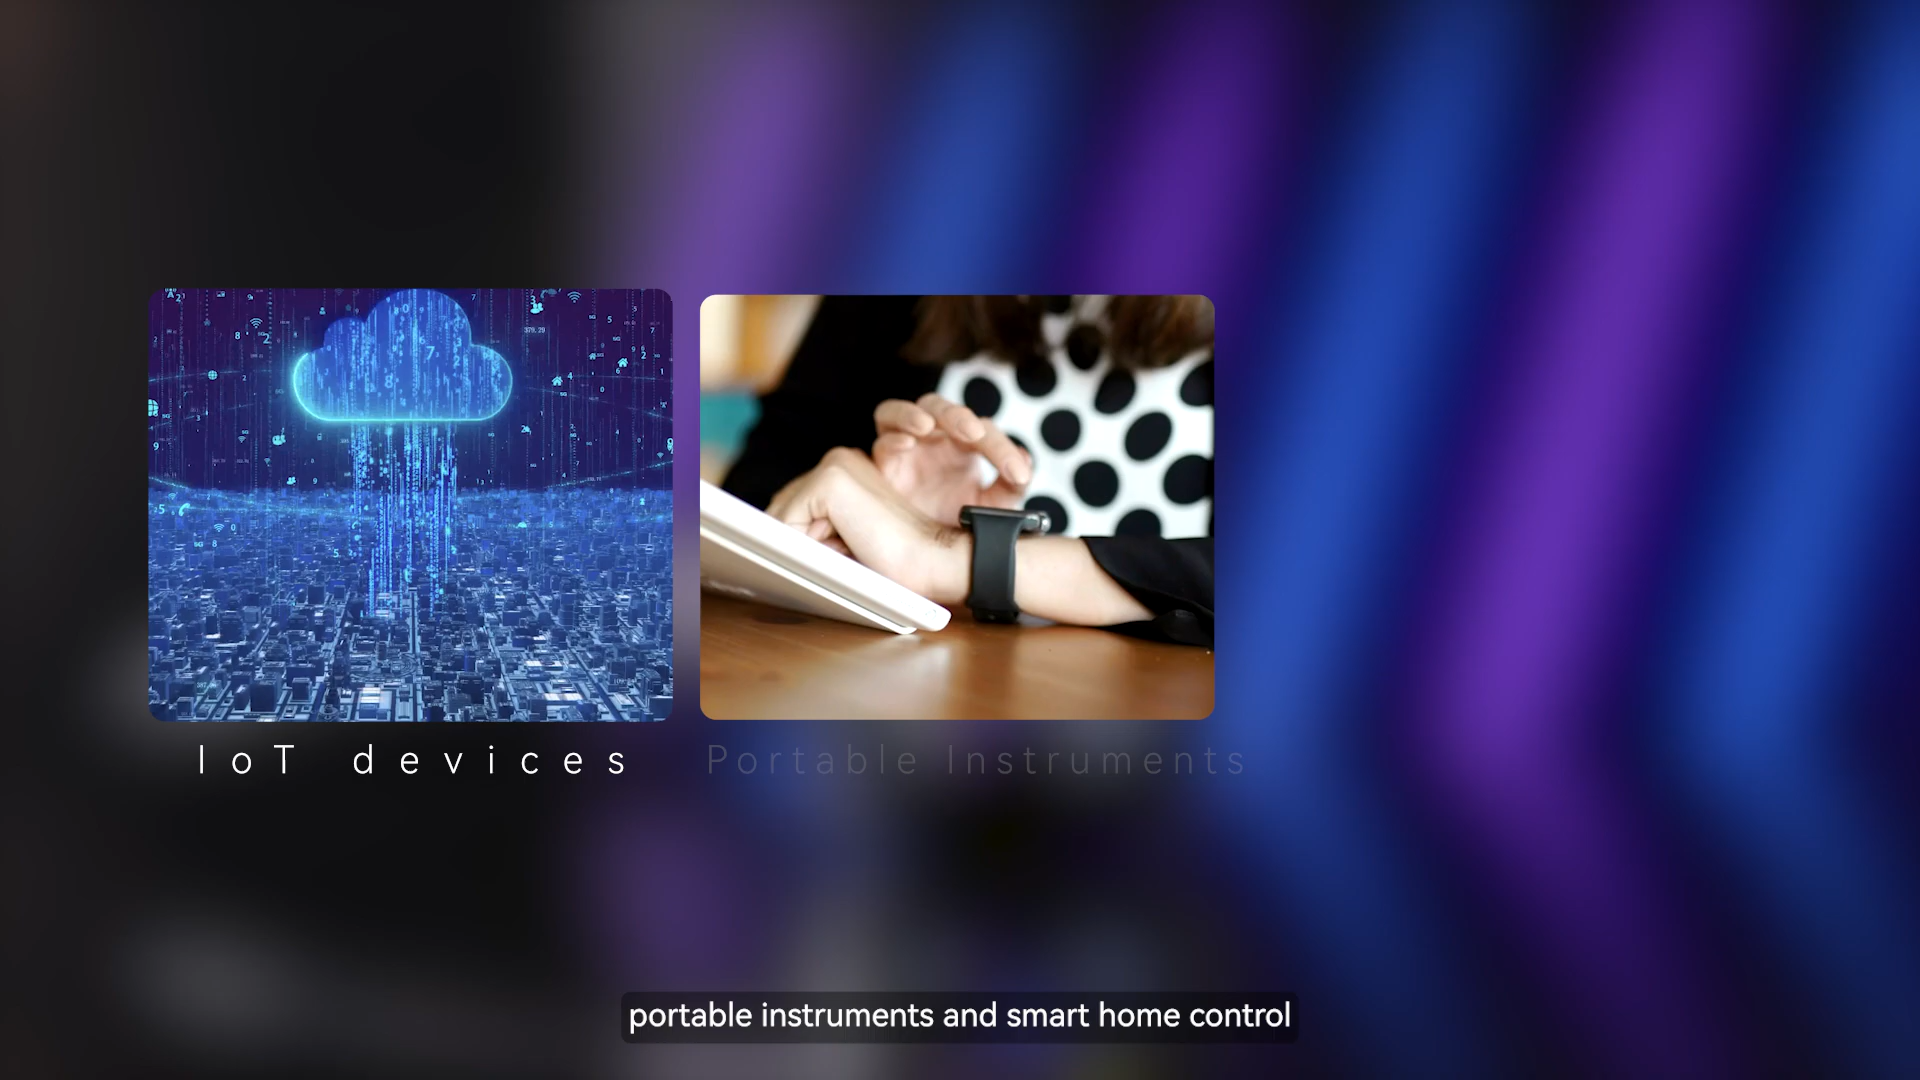 IoT devices
Portable Instruments
portable instruments and smart home control